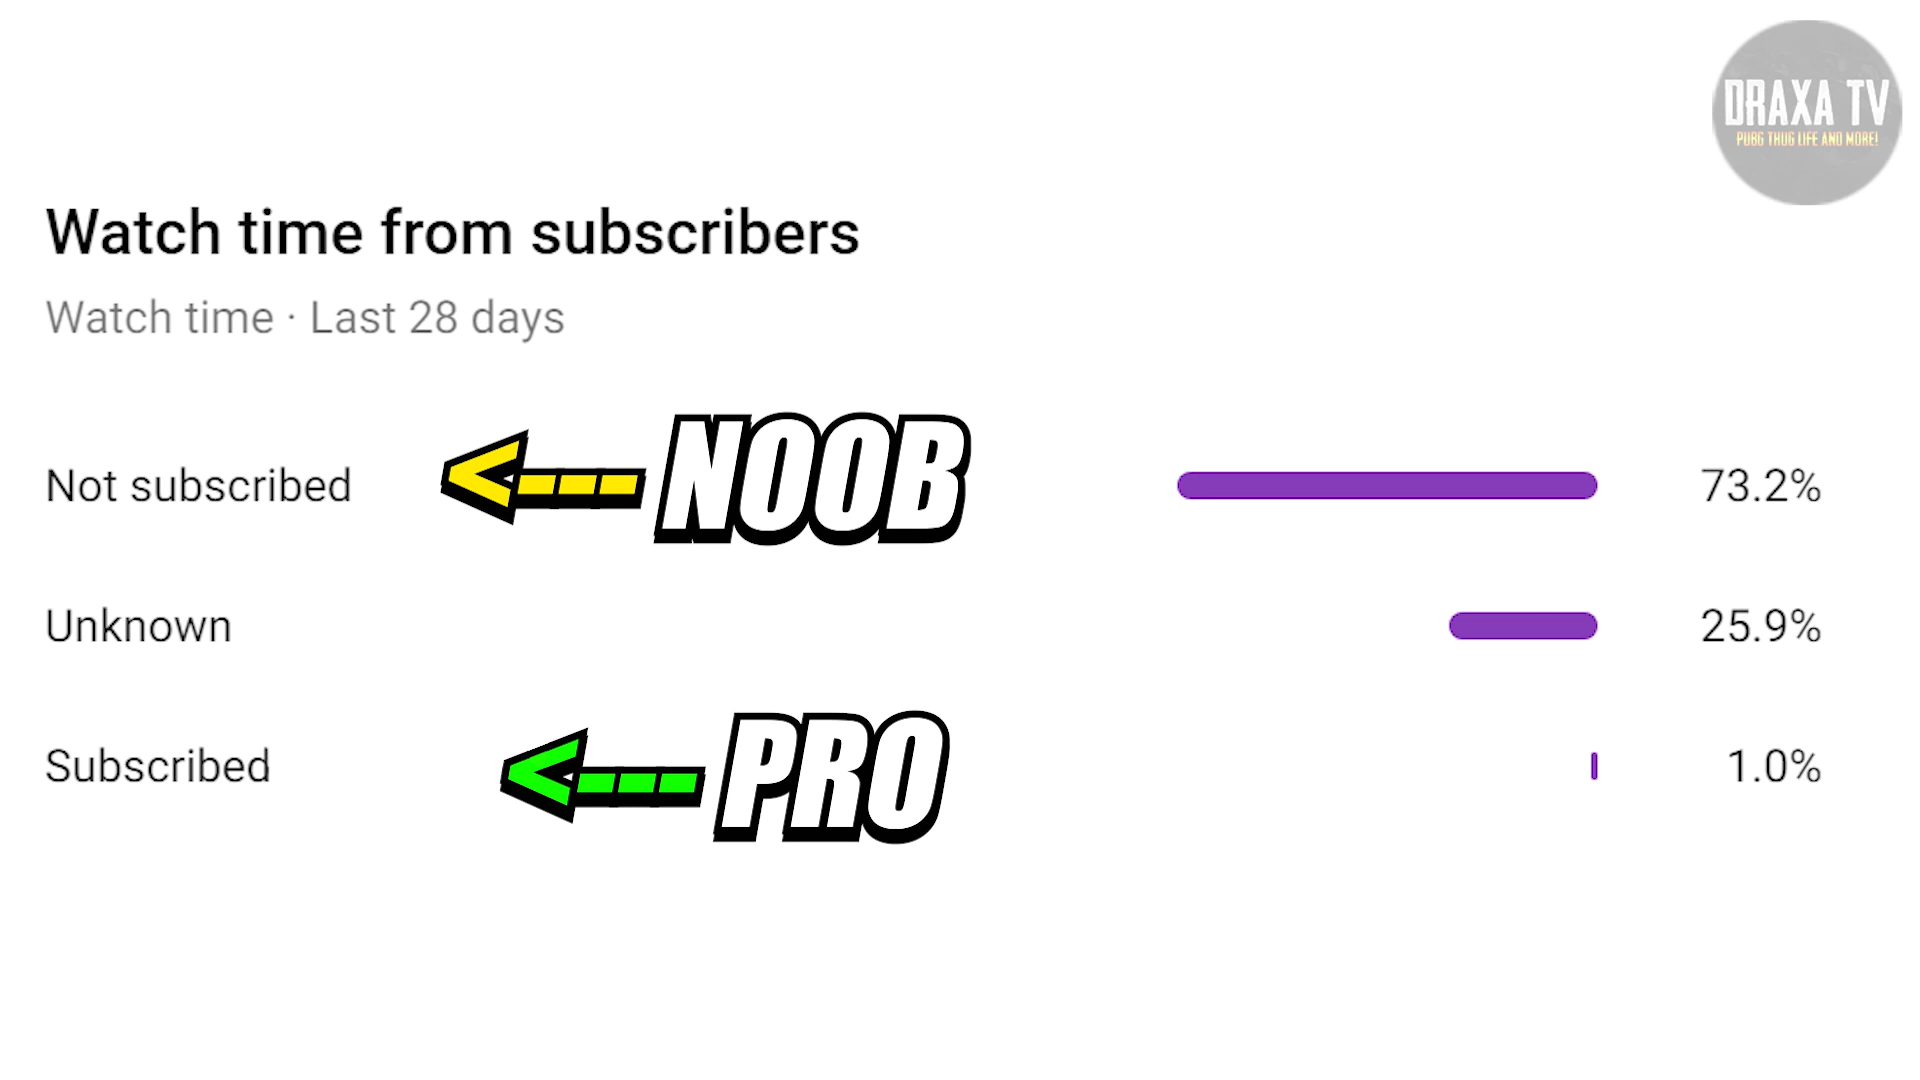 DRAXA TV
PUBG THUG LIFE AND MORE!
Watch time from subscribers
Watch time · Last 28 days
Not subscribed NOOB 73.2%
Unknown 25.9%
Subscribed PRO 1.0%